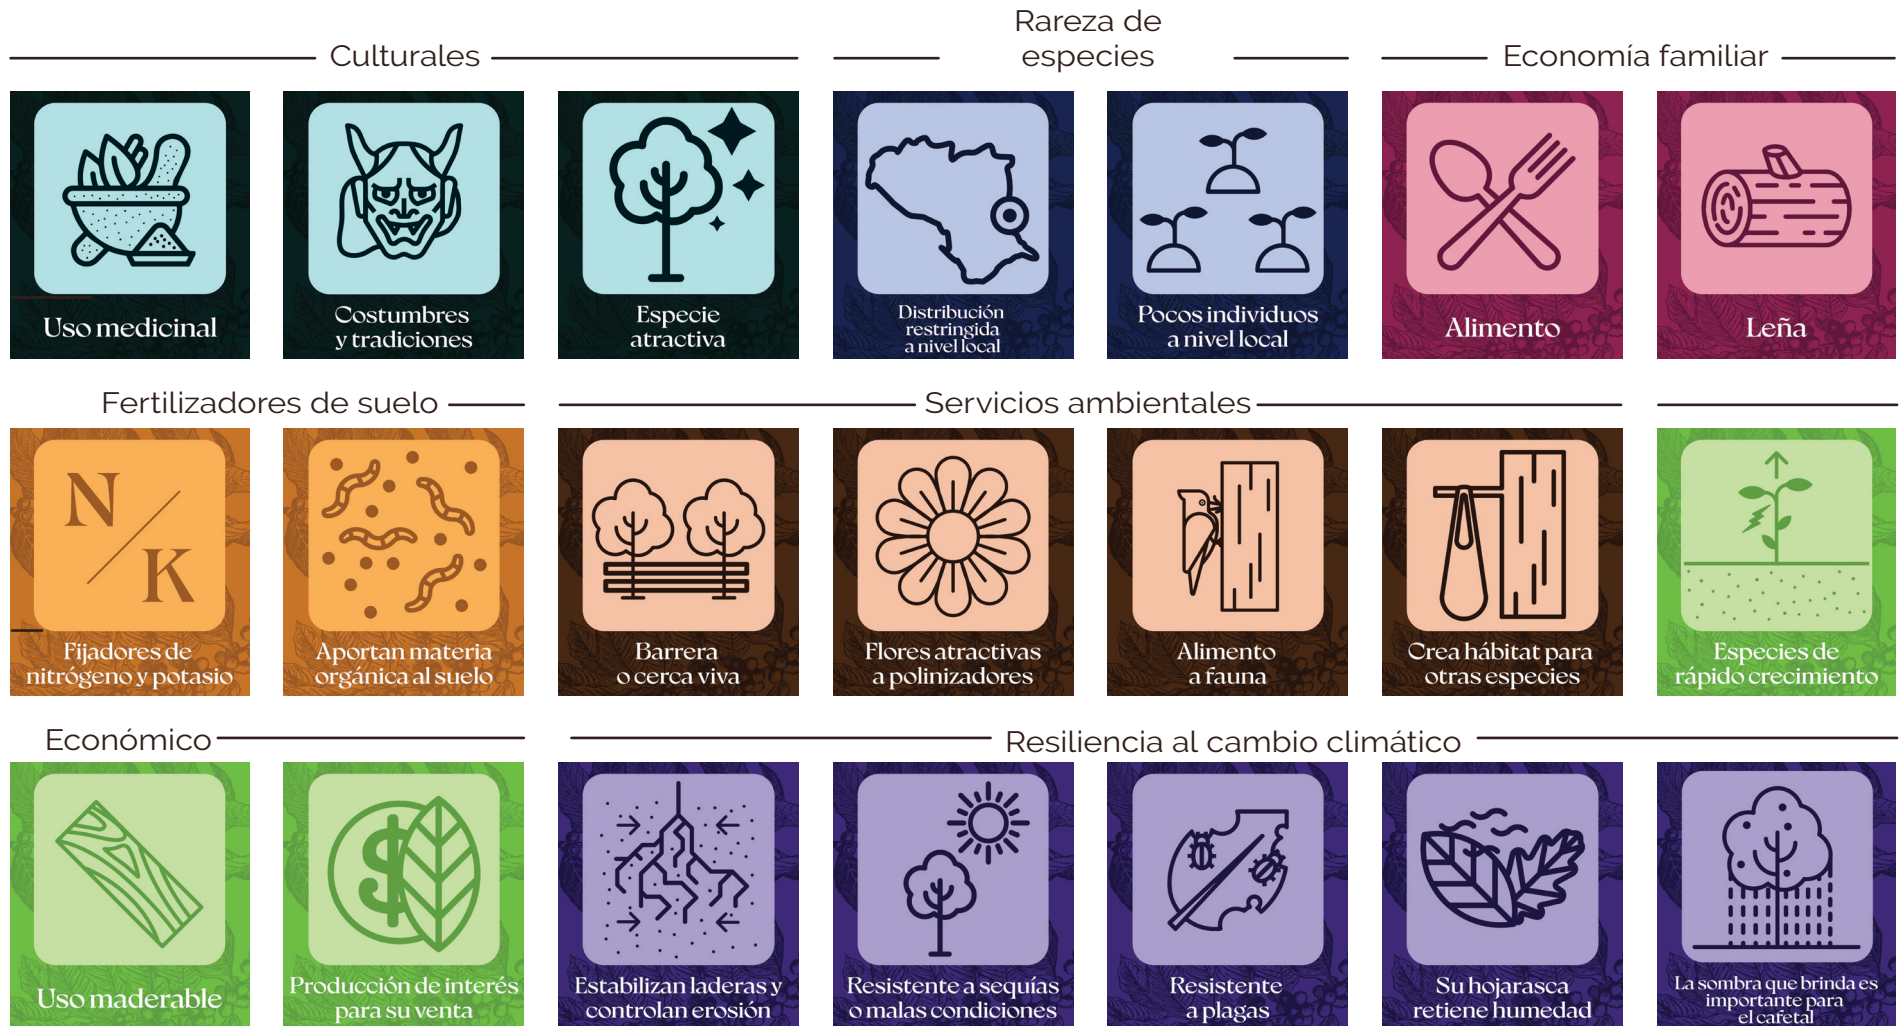 Culturales
Rareza de
especies
Economía familiar
Uso medicinal
Costumbres
y tradiciones
Especie
atractiva
Distribución
restringida
a nivel local
Pocos individuos
a nivel local
Alimento
Leña
Fertilizadores de suelo
Servicios ambientales
N
K
Fijadores de
nitrógeno y potasio
Aportan materia
orgánica al suelo
Barrera
o cerca viva
Flores atractivas
a polinizadores
Alimento
a fauna
Crea hábitat para
otras especies
Especies de
rápido crecimiento
Económico
Resiliencia al cambio climático
$
Uso maderable
Producción de interés
para su venta
Estabilizan laderas y
controlan erosión
Resistente a sequías
o malas condiciones
Resistente
a plagas
Su hojarasca
retiene humedad
La sombra que brinda es
importante para
el cafetal